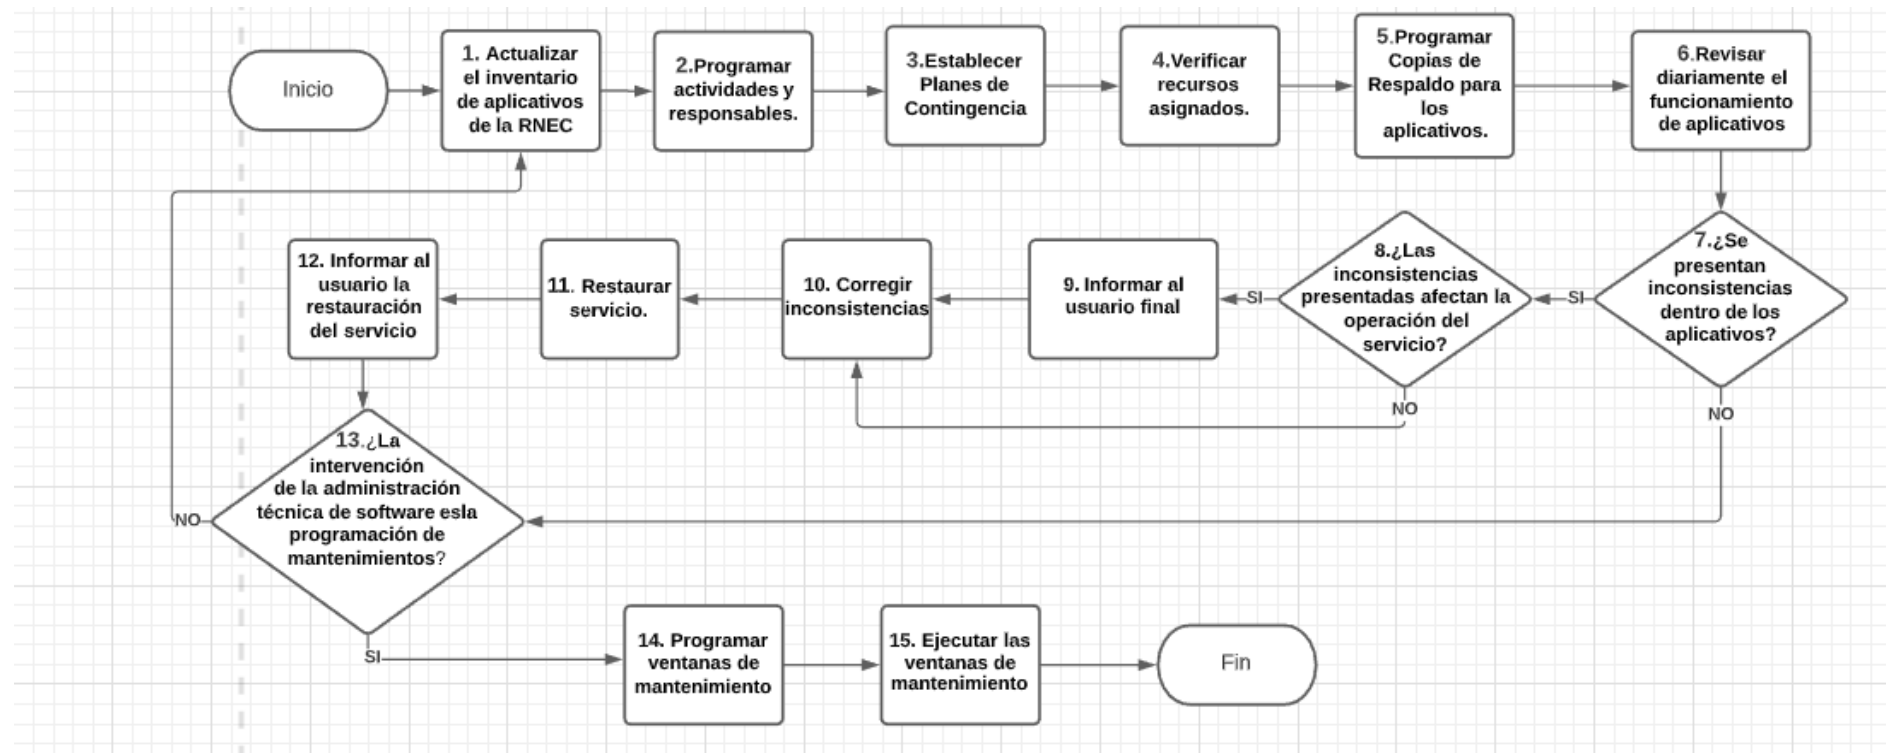 Inicio
1. Actualizar
el inventario
de aplicativos
de la RNEC
2.Programar
actividades y
responsables.
3.Establecer
Planes de
Contingencia
4.Verificar
recursos
asignados.
5.Programar
Copias de
Respaldo para
los
aplicativos.
6.Revisar
diariamente el
funcionamiento
de aplicativos
7.¿Se
presentan
inconsistencias
dentro de los
aplicativos?
SI
NO
8.¿Las
inconsistencias
presentadas afectan la
operación del
servicio?
SI
NO
9. Informar al
usuario final
10. Corregir
inconsistencias
11. Restaurar
servicio.
12. Informar al
usuario la
restauración
del servicio
13.¿La
intervención
de la administración
técnica de software esla
programación de
mantenimientos?
NO
SI
14. Programar
ventanas de
mantenimiento
15. Ejecutar las
ventanas de
mantenimiento
Fin